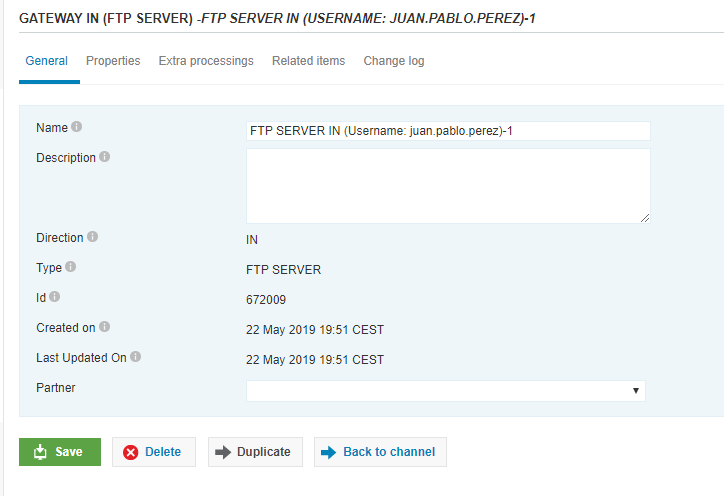 GATEWAY IN (FTP SERVER) -FTP SERVER IN (USERNAME: JUAN.PABLO.PEREZ)-1
General Properties Extra processings Related items Change log
Name FTP SERVER IN (Username: juan.pablo.perez)-1
Description
Direction IN
Type FTP SERVER
Id 672009
Created on 22 May 2019 19:51 CEST
Last Updated On 22 May 2019 19:51 CEST
Partner
Save Delete Duplicate Back to channel